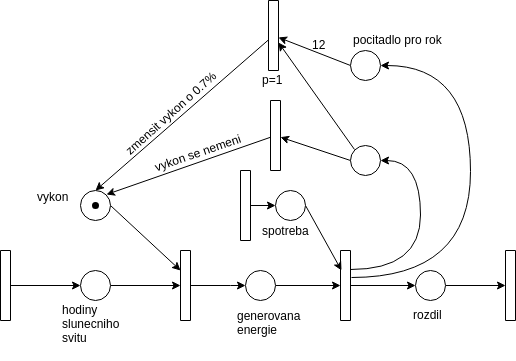 12
pocitadlo pro rok
p=1
zmensit vykon o 0.7%
vykon se nemeni
vykon
spotreba
hodiny
slunecniho
svitu
generovana
energie
rozdil